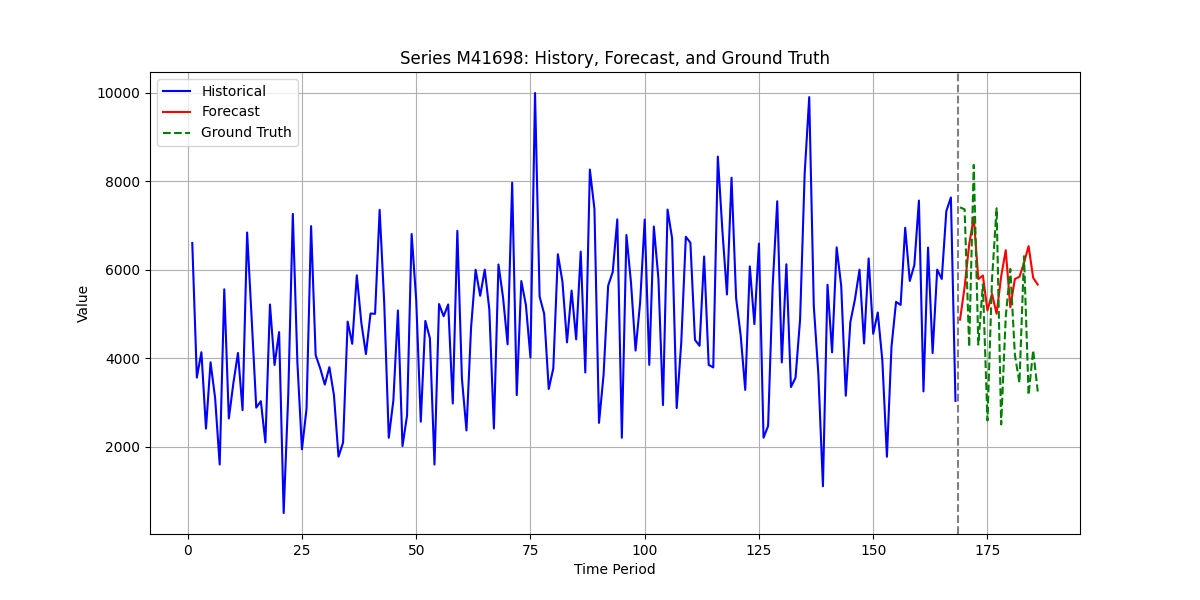 Series M41698: History, Forecast, and Ground Truth
Historical
Forecast
Ground Truth
10000
8000
6000
4000
2000
Value
0
25
50
75
100
125
150
175
Time Period